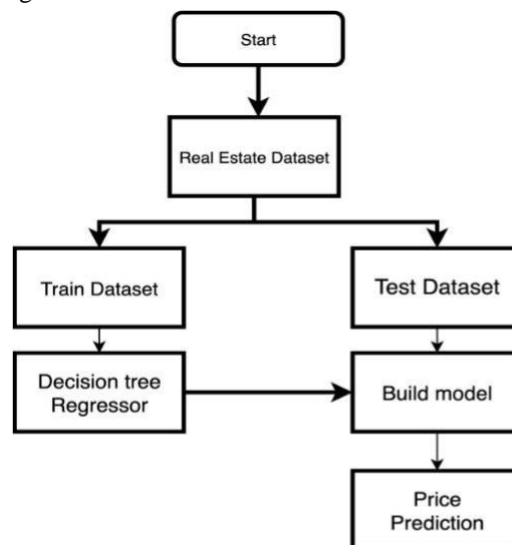 Start
Real Estate Dataset
Train Dataset
Test Dataset
Decision tree
Regressor
Build model
Price
Prediction